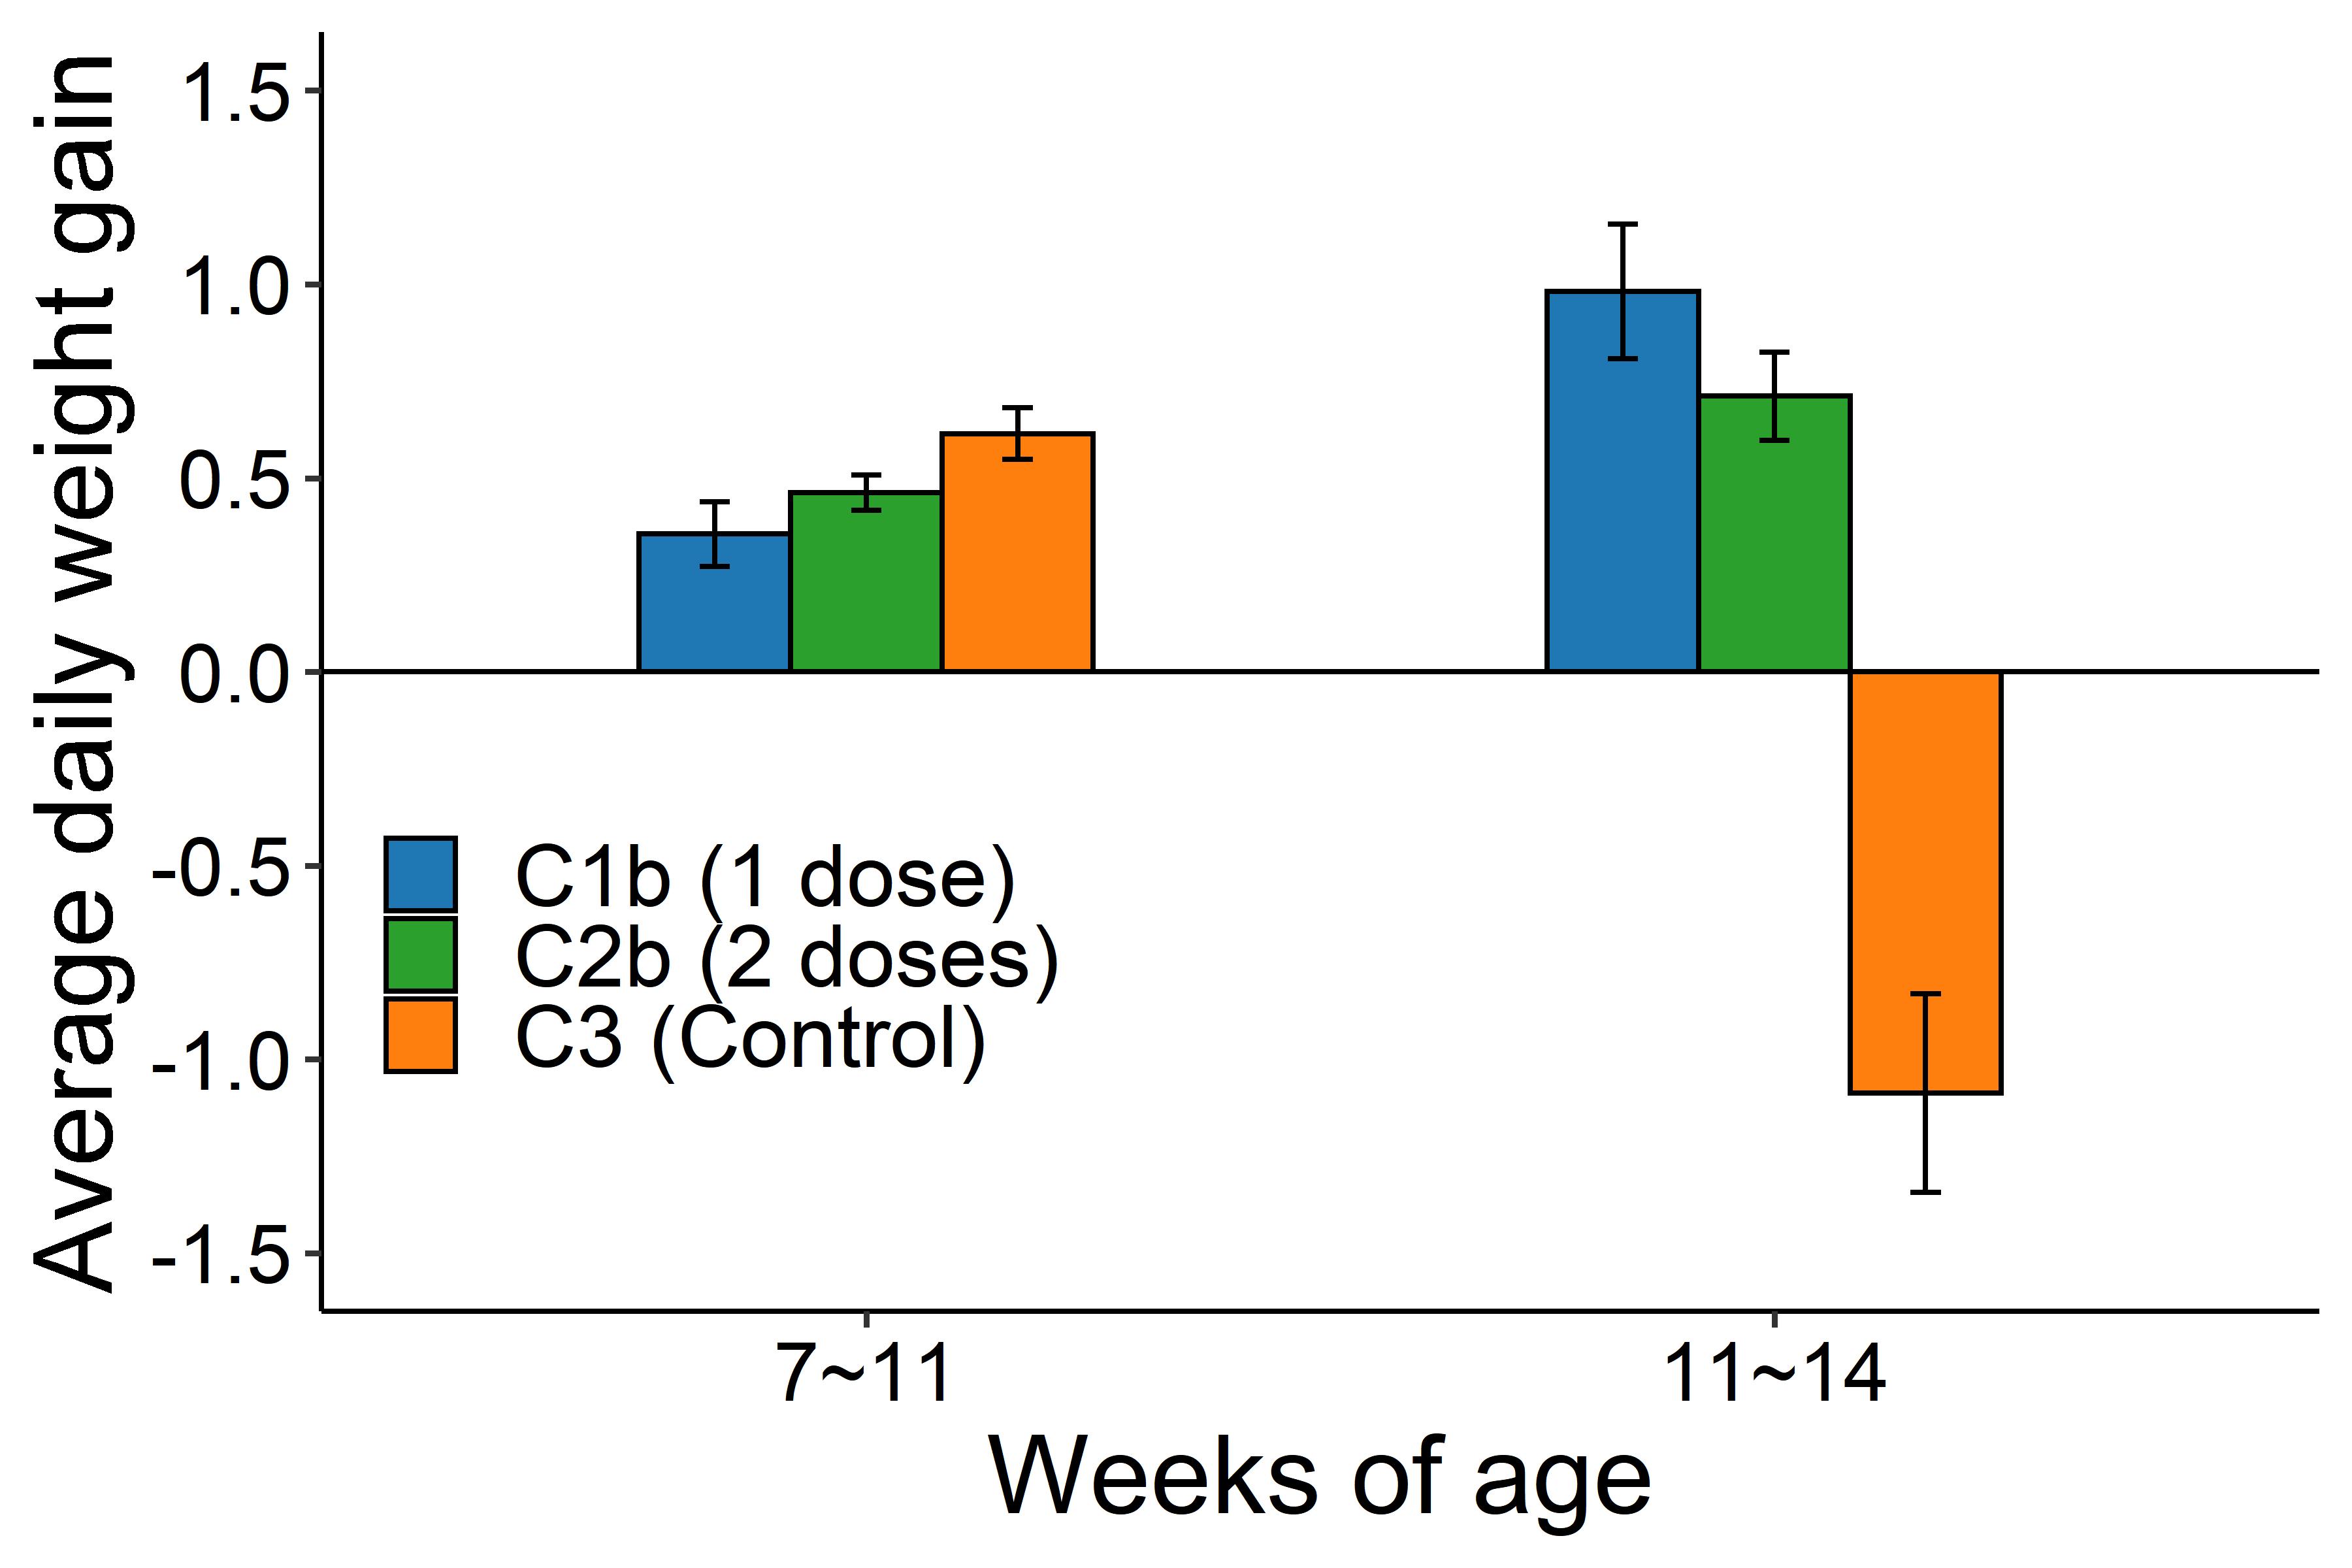 Average daily weight gain
1.5
1.0
0.5
0.0
-0.5
-1.0
-1.5
C1b (1 dose)
C2b (2 doses)
C3 (Control)
7~11
11~14
Weeks of age